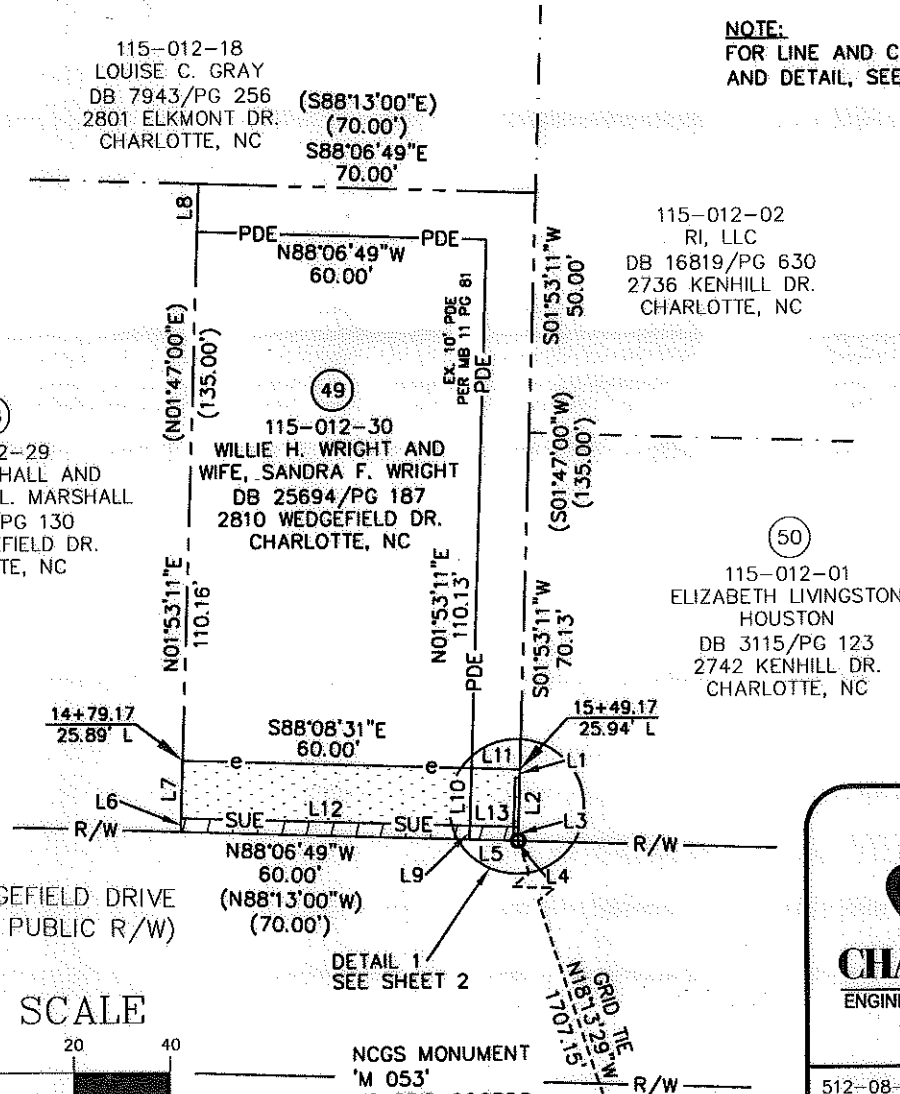 115-012-18
LOUISE C. GRAY
DB 7943/PG 256
2801 ELKMONT DR.
CHARLOTTE, NC
(S88°13'00"E)
(70.00')
S88°06'49"E
70.00'
NOTE:
FOR LINE AND C
AND DETAIL, SEE
L8
PDE
PDE
N88°06'49"W
60.00'
115-012-02
RI, LLC
DB 16819/PG 630
2736 KENHILL DR.
CHARLOTTE, NC
S01°53'11"W
50.00'
EX. 10' PDE
PER MB 11 PG 81
PDE
(N01°47'00"E)
(135.00')
(S01°47'00"W)
(135.00')
49
115-012-30
WILLIE H. WRIGHT AND
WIFE, SANDRA F. WRIGHT
DB 25694/PG 187
2810 WEDGEFIELD DR.
CHARLOTTE, NC
2-29
HALL AND
L. MARSHALL
PG 130
EFIELD DR.
TE, NC
50
115-012-01
ELIZABETH LIVINGSTON
HOUSTON
DB 3115/PG 123
2742 KENHILL DR.
CHARLOTTE, NC
N01°53'11"E
110.16'
N01°53'11"E
110.13'
PDE
S01°53'11"W
70.13'
14+79.17
25.89' L
S88°08'31"E
60.00'
15+49.17
25.94' L
e
e
L11
L1
L7
L10
L2
L6
L12
L13
L3
R/W
SUE
SUE
R/W
N88°06'49"W
60.00'
(N88°13'00"W)
(70.00')
L9
L5
L4
GEFIELD DRIVE
PUBLIC R/W)
DETAIL 1
SEE SHEET 2
GRID TIE
N18°13'29"W
1707.15'
SCALE
20
40
NCGS MONUMENT
'M 053'
R/W
CHA
ENGIN
512-08-